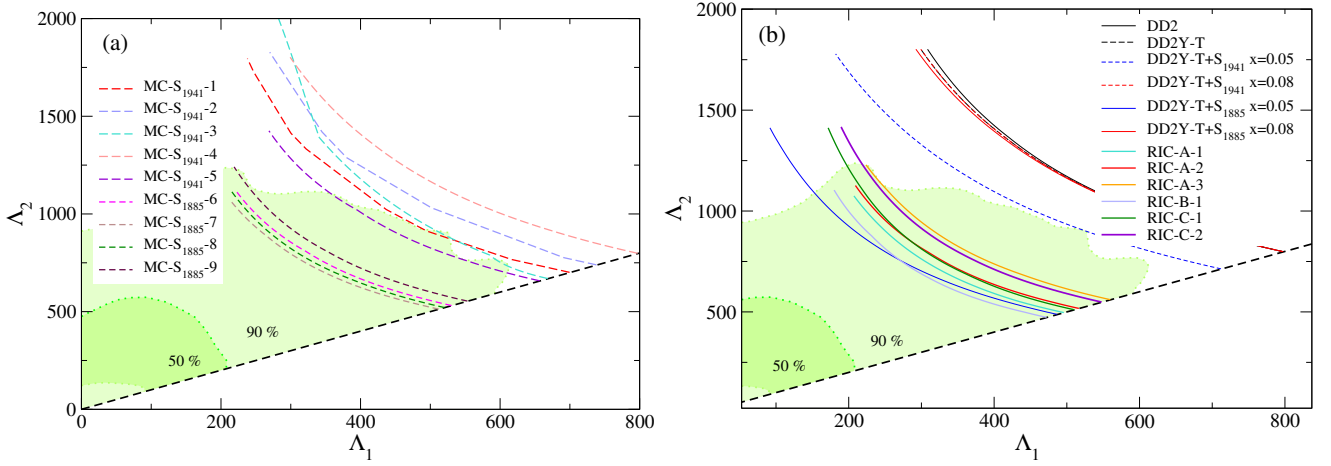 (a)
2000
1500
1000
500
0
Λ₂
MC-S₁₉₄₁-1
MC-S₁₉₄₁-2
MC-S₁₉₄₁-3
MC-S₁₉₄₁-4
MC-S₁₉₄₁-5
MC-S₁₈₈₅-6
MC-S₁₈₈₅-7
MC-S₁₈₈₅-8
MC-S₁₈₈₅-9
90 %
50 %
0 200 400 600 800
Λ₁
(b)
2000
1500
1000
500
Λ₂
DD2
DD2Y-T
DD2Y-T+S₁₉₄₁ x=0.05
DD2Y-T+S₁₉₄₁ x=0.08
DD2Y-T+S₁₈₈₅ x=0.05
DD2Y-T+S₁₈₈₅ x=0.08
RIC-A-1
RIC-A-2
RIC-A-3
RIC-B-1
RIC-C-1
RIC-C-2
90 %
50 %
200 400 600 800
Λ₁